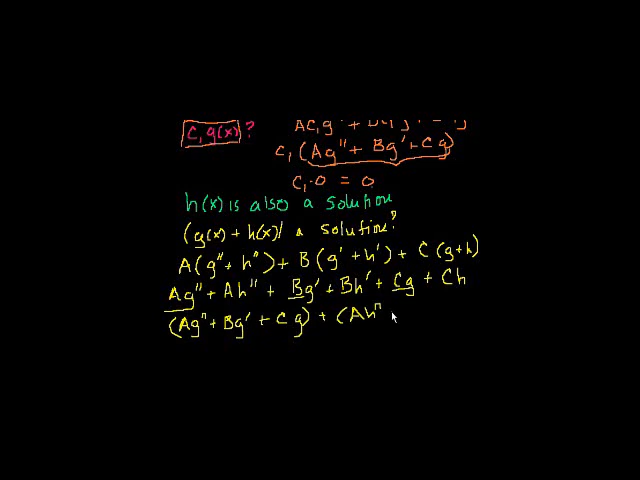 C₁g(x)?
C₁(Ag" + Bg' + Cg)
C₁·0 = 0
h(x) is also a solution
(g(x) + h(x)) a solution?
A(g" + h") + B(g' + h') + C(g+h)
Ag" + Ah" + Bg' + Bh' + Cg + Ch
(Ag" + Bg' + Cg) + (Ah"